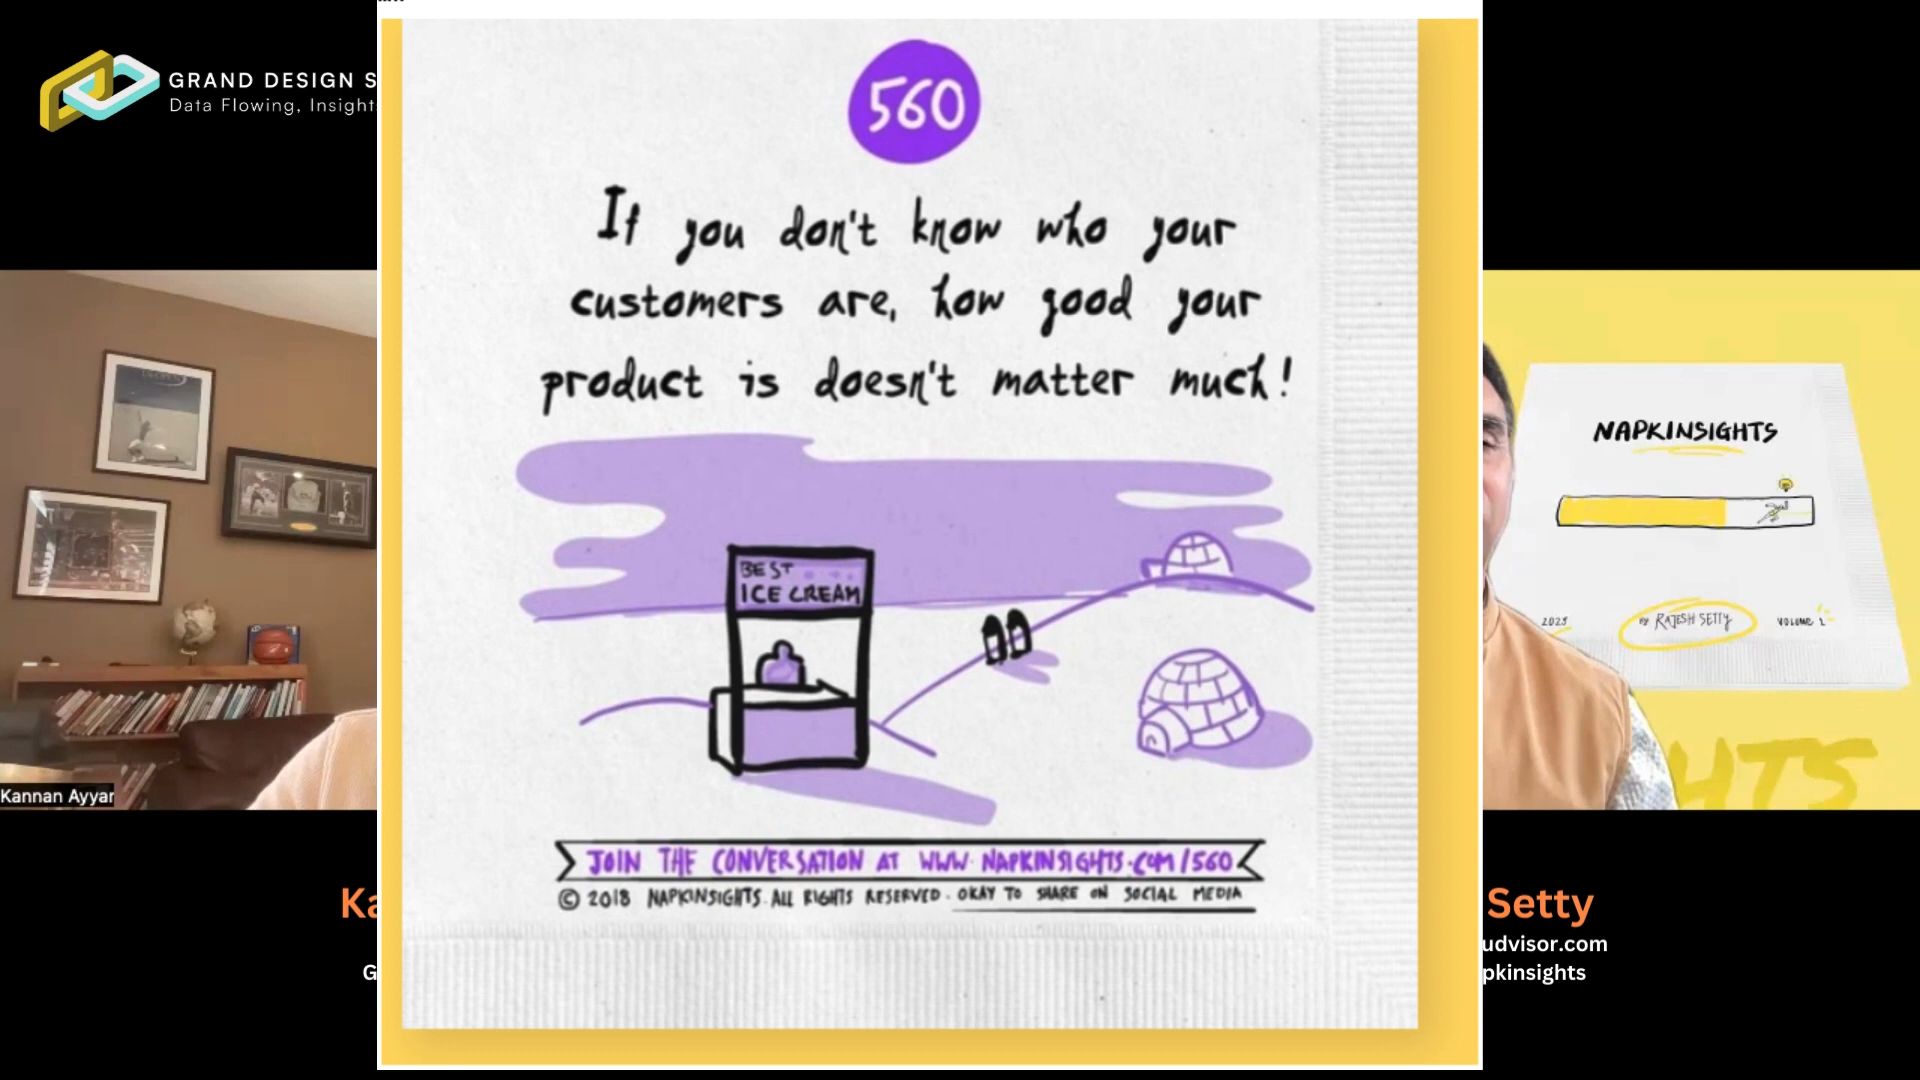 GRAND DESIGN S
Data Flowing, Insight
560
If you don't know who your
customers are, how good your
product is doesn't matter much!
BEST
ICE CREAM
JOIN THE CONVERSATION AT WWW.NAPKINSIGHTS.COM/560
© 2018 NAPKINSIGHTS. ALL RIGHTS RESERVED. OKAY TO SHARE ON SOCIAL MEDIA
Kannan Ayyar
NAPKINSIGHTS
2025
BY RAJESH SETTY
VOLUME 1
HTS
Ka
G
Setty
udvisor.com
pkinsights